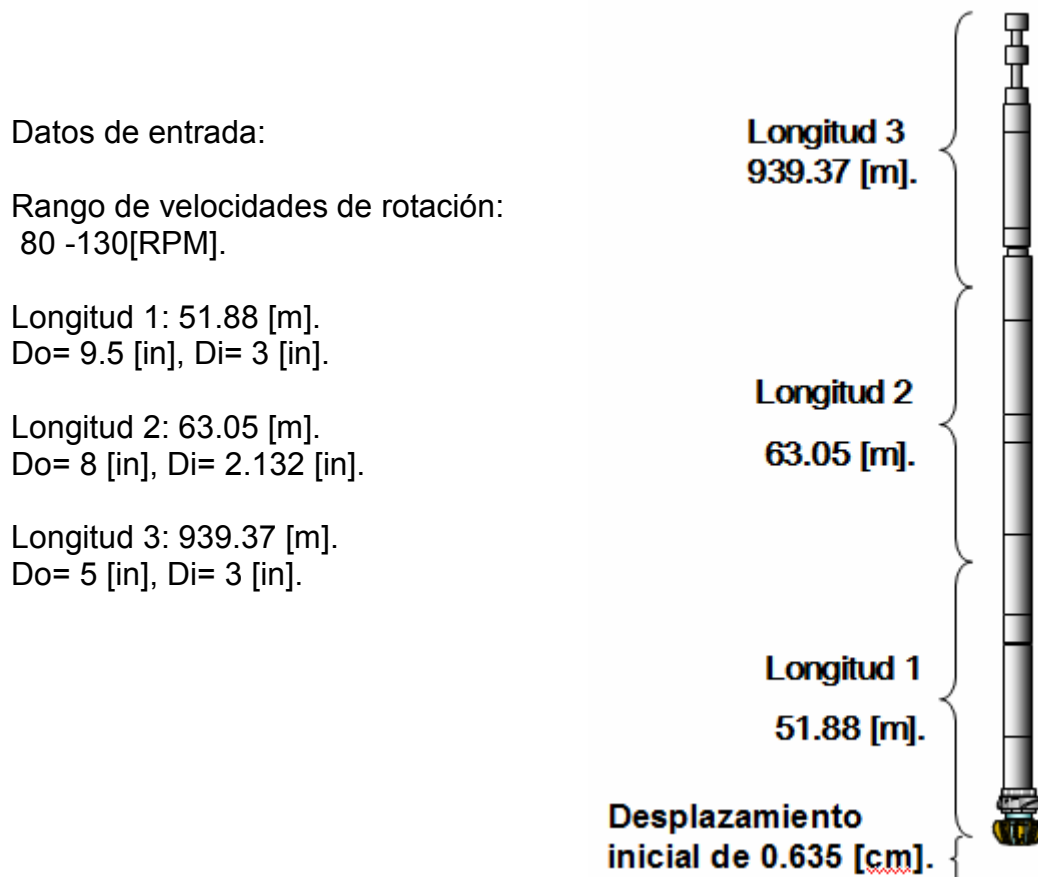 Datos de entrada:
Rango de velocidades de rotación:
80 -130[RPM].
Longitud 1: 51.88 [m].
Do= 9.5 [in], Di= 3 [in].
Longitud 2: 63.05 [m].
Do= 8 [in], Di= 2.132 [in].
Longitud 3: 939.37 [m].
Do= 5 [in], Di= 3 [in].
Longitud 3
939.37 [m].
Longitud 2
63.05 [m].
Longitud 1
51.88 [m].
Desplazamiento
inicial de 0.635 [cm].